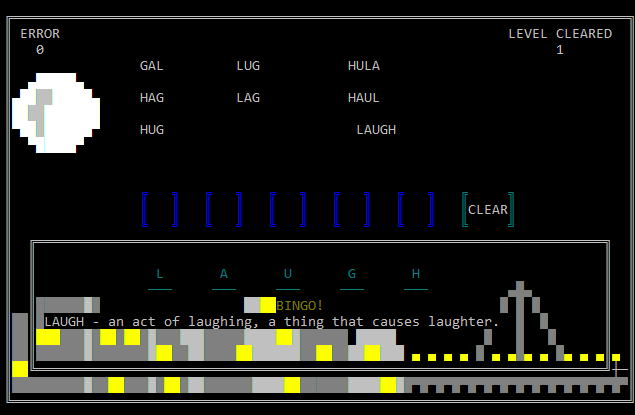 ERROR LEVEL CLEARED
0 1
GAL LUG HULA
HAG LAG HAUL
HUG LAUGH
[ ] [ ] [ ] [ ] [ ] [CLEAR]
L A U G H
BINGO!
LAUGH - an act of laughing, a thing that causes laughter.